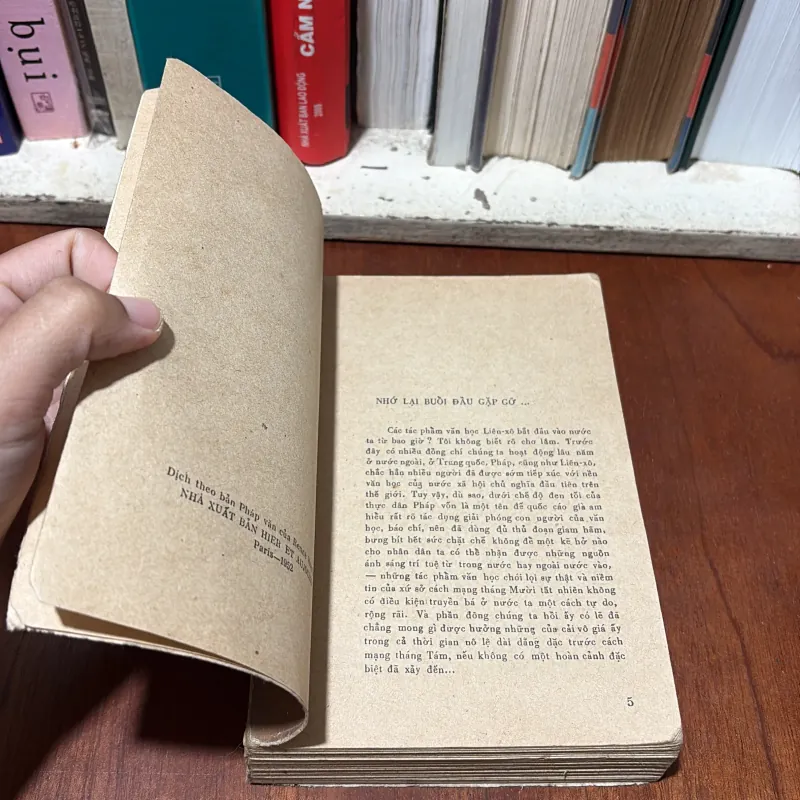 bụi
CẨM N
NHÀ XUẤT BẢN LAO ĐỘNG
2005
Dịch theo bản Pháp văn của
NHÀ XUẤT BẢN HIER ET
Paris—1952
NHỚ LẠI BUỒI ĐẦU GẶP GỠ ...
Các tác phầm văn học Liên-xô bắt đầu vào nước
ta từ bao giờ ? Tôi không biết rõ cho lắm. Trước
đây có nhiều đồng chí chúng ta hoạt động lâu năm
ở nước ngoài, ở Trung quốc, Pháp, cũng như Liên-xô,
chắc hẳn nhiều người đã được sớm tiếp xúc, với nền
văn học của nước xã hội chủ nghĩa đầu tiên trên
thế giới. Tuy vậy, dù sao, dưới chế độ đen tối của
thực dân Pháp vốn là một tên đế quốc cáo già am
hiều rất rõ tác dụng giải phóng con người của văn
học, báo chí, nên đã dùng đủ thủ đoạn giam hãm,
bưng bít hết sức chặt chẽ không đề một kẽ hở nào
cho nhân dân ta có thề nhận được những nguồn
ánh sáng trí tuệ từ trong nước hay ngoài nước vào,
— những tác phầm văn học chói lọi sự thật và niềm tin
của xứ sở cách mạng tháng Mười tất nhiên không
có điều kiện truyền bá ở nước ta một cách tự do,
rộng rãi. Và phần đông chúng ta hồi ấy có lẽ đã
chẳng mong gì được hưởng những của cải vô giá ấy
trong cả thời gian nô lệ dài dằng dặc trước cách
mạng tháng Tám, nếu không có một hoàn cảnh đặc
biệt đã xảy đến...
5